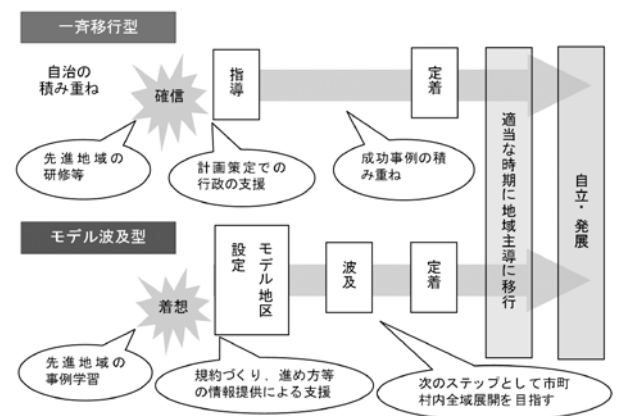 一斉移行型
自治の
積み重ね
確信
指導
定着
先進地域の
研修等
計画策定での
行政の支援
成功事例の積
み重ね
適当な時期に地域主導に移行
自立・発展
モデル波及型
着想
モデル地区
設定
波及
定着
先進地域の
事例学習
規約づくり，進め方等
の情報提供による支援
次のステップとして市町
村内全域展開を目指す